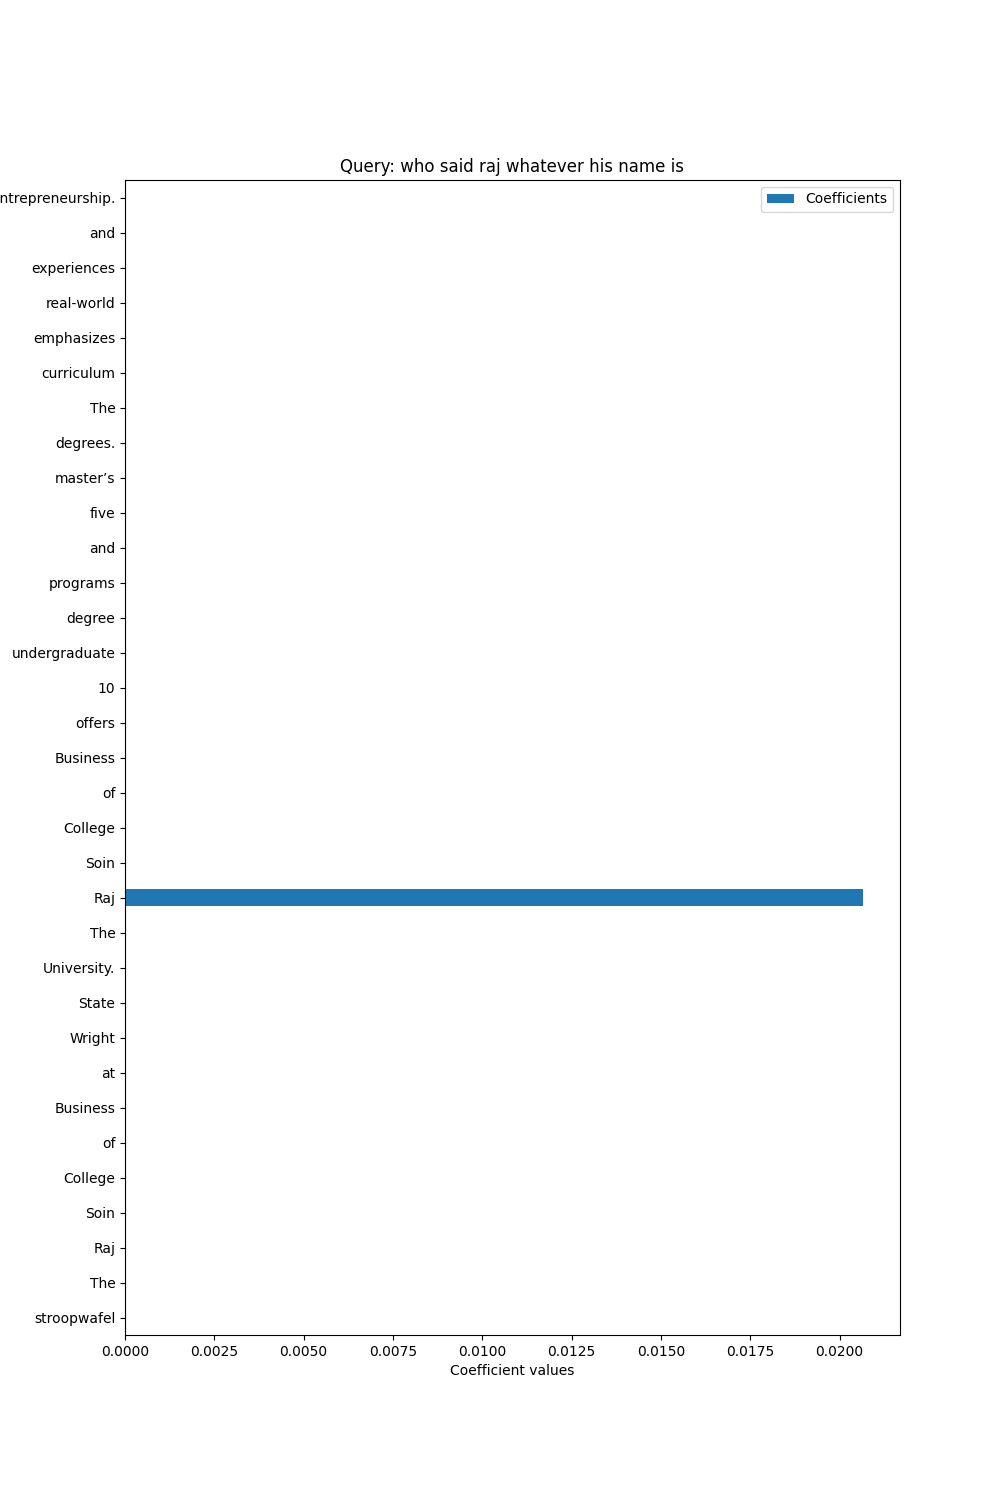 Query: who said raj whatever his name is
Coefficients
ntrepreneurship.
and
experiences
real-world
emphasizes
curriculum
The
degrees.
master’s
five
and
programs
degree
undergraduate
10
offers
Business
of
College
Soin
Raj
The
University.
State
Wright
at
Business
of
College
Soin
Raj
The
stroopwafel
0.0000 0.0025 0.0050 0.0075 0.0100 0.0125 0.0150 0.0175 0.0200
Coefficient values